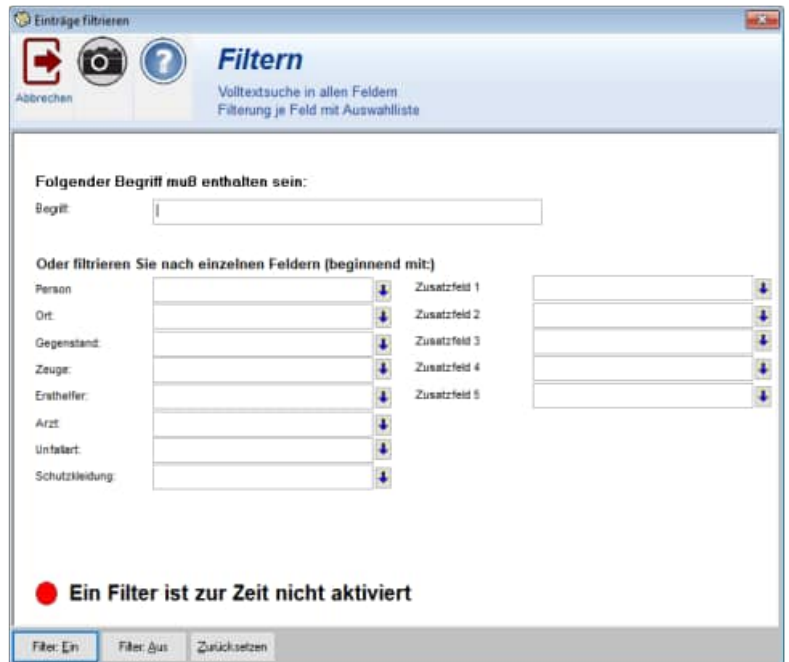 Einträge filtrieren
Abbrechen
Filtern
Volltextsuche in allen Feldern
Filterung je Feld mit Auswahlliste
Folgender Begriff muß enthalten sein:
Begriff:
Oder filtrieren Sie nach einzelnen Feldern (beginnend mit:)
Person
Zusatzfeld 1
Ort:
Zusatzfeld 2
Gegenstand:
Zusatzfeld 3
Zeuge:
Zusatzfeld 4
Ersthelfer:
Zusatzfeld 5
Arzt:
Unfallart:
Schutzkleidung:
Ein Filter ist zur Zeit nicht aktiviert
Filter: Ein
Filter: Aus
Zurücksetzen